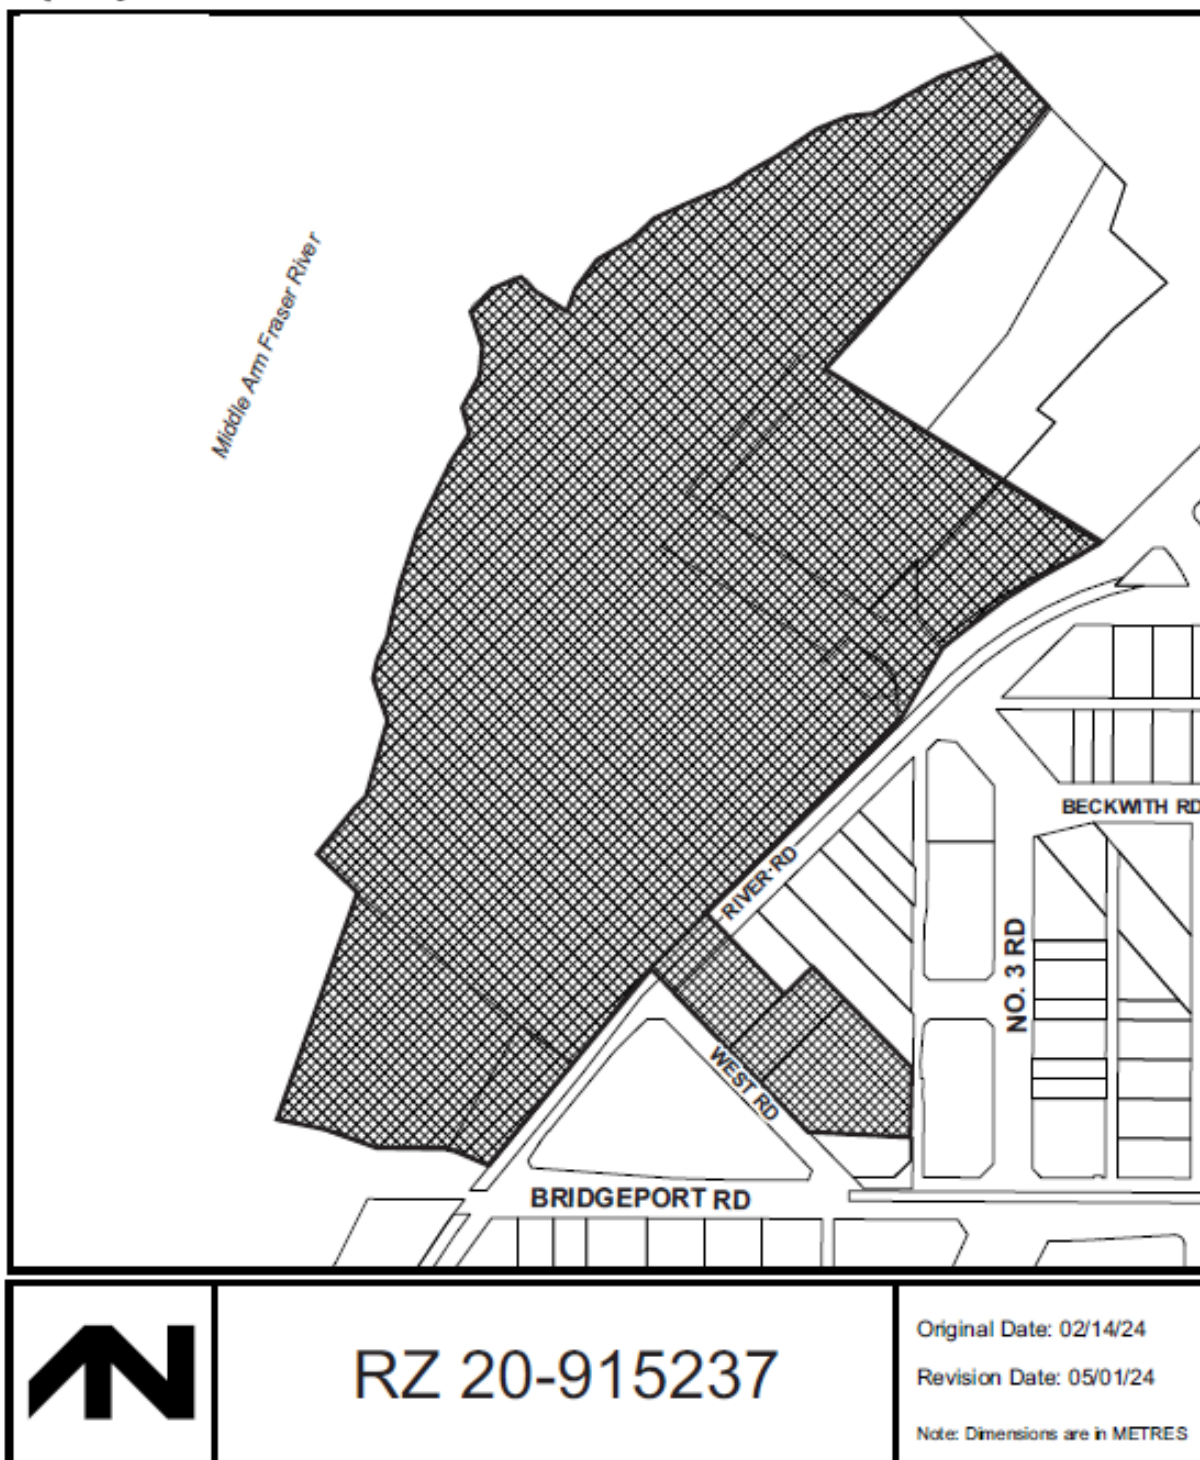 Middle Arm Fraser River
BECKWITH RD
RIVER RD
NO. 3 RD
WEST RD
BRIDGEPORT RD
N
RZ 20-915237
Original Date: 02/14/24
Revision Date: 05/01/24
Note: Dimensions are in METRES